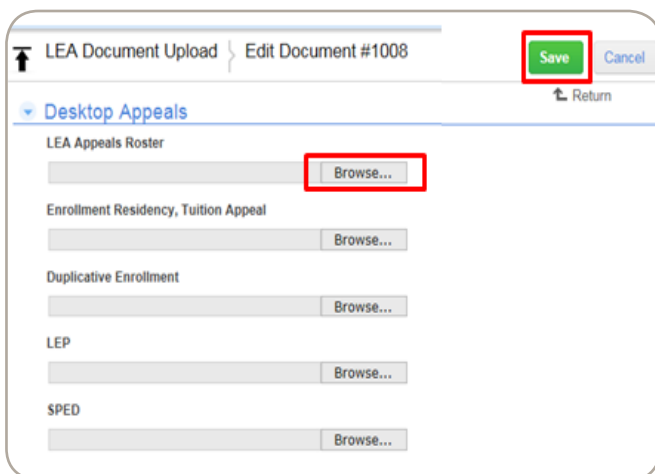 LEA Document Upload Edit Document #1008
Save Cancel
Return
Desktop Appeals
LEA Appeals Roster
Browse...
Enrollment Residency, Tuition Appeal
Browse...
Duplicative Enrollment
Browse...
LEP
Browse...
SPED
Browse...